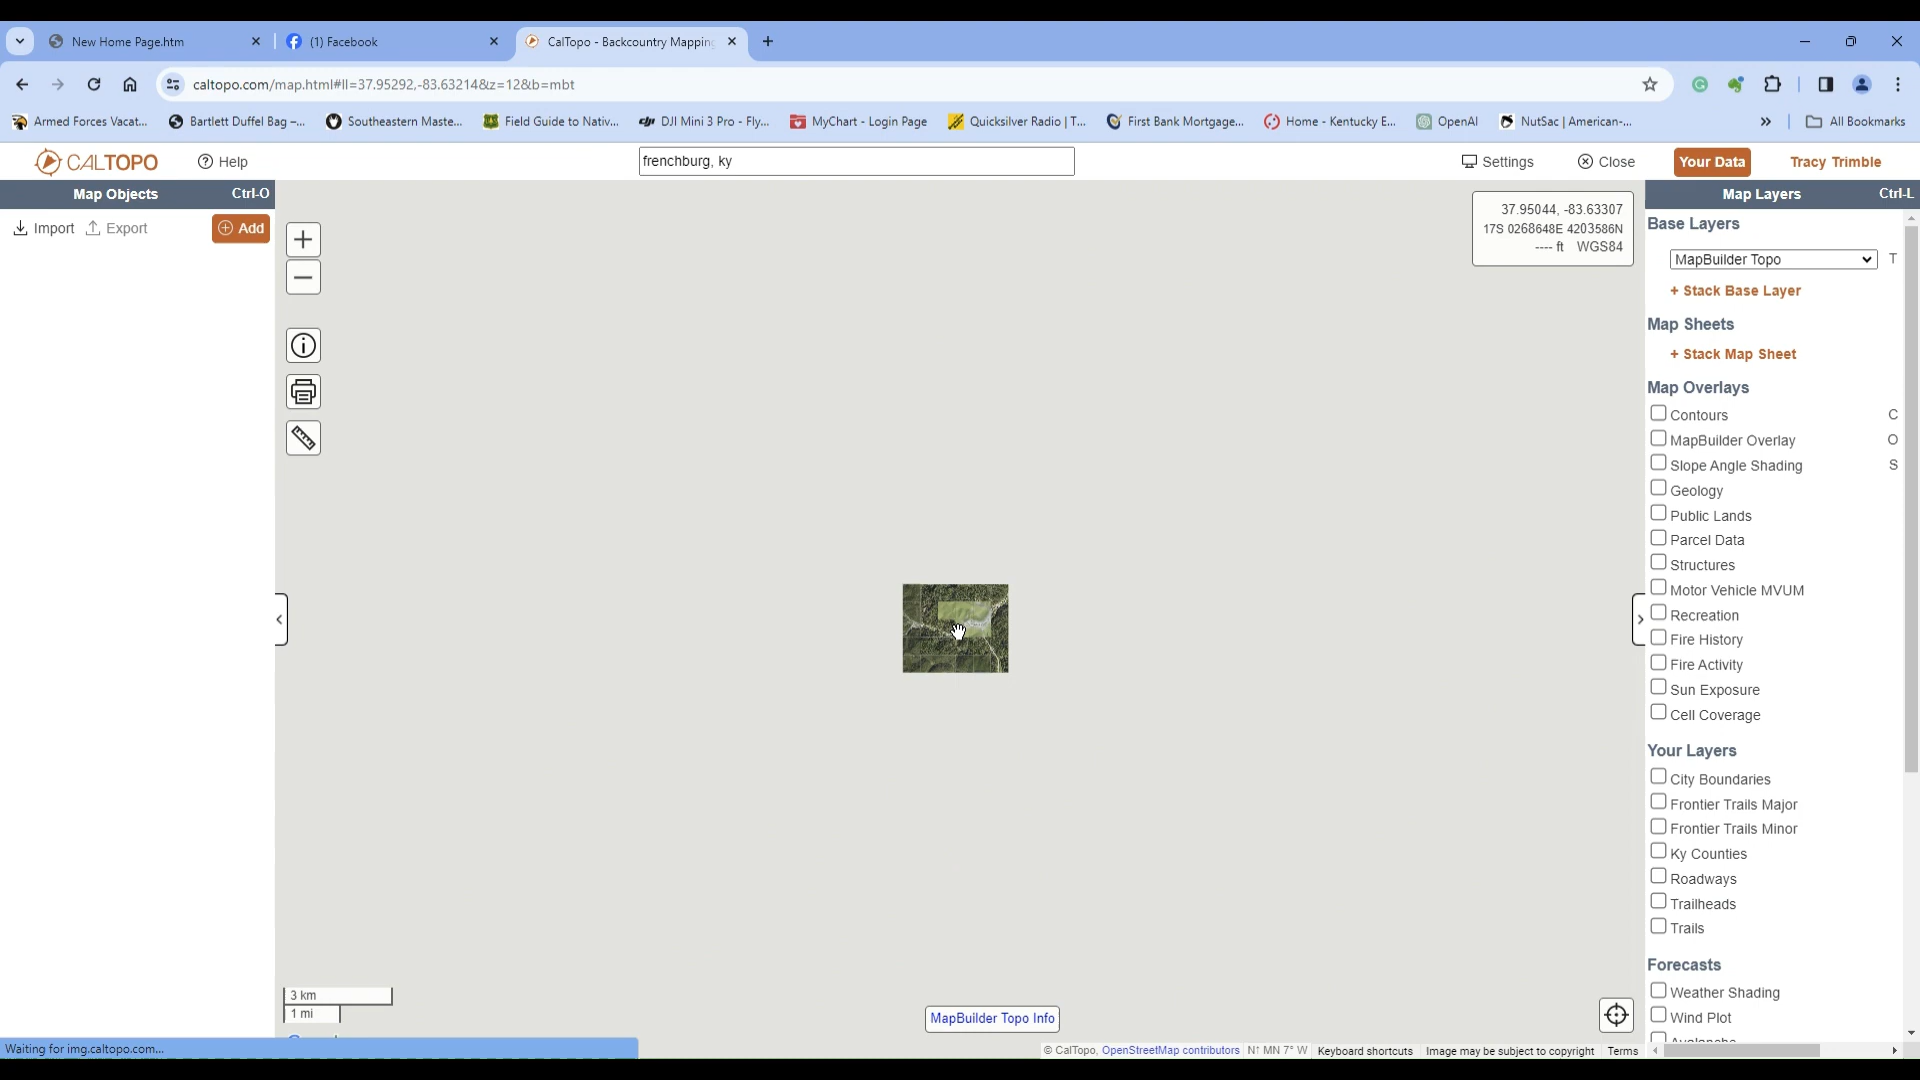 New Home Page.htm
(1) Facebook
CalTopo - Backcountry Mapping
caltopo.com/map.html#ll=37.95292,-83.63214&z=12&b=mbt
Armed Forces Vacat... Bartlett Duffel Bag –... Southeastern Maste... Field Guide to Nativ... DJI Mini 3 Pro - Fly... MyChart - Login Page Quicksilver Radio | T... First Bank Mortgage... Home - Kentucky E... OpenAI NutSac | American-... » All Bookmarks
CALTOPO Help frenchburg, ky Settings Close Your Data Tracy Trimble
Map Objects Ctrl-O
Import Export Add
37.95044, -83.63307
17S 0268648E 4203586N
---- ft WGS84
Map Layers Ctrl-L
Base Layers
MapBuilder Topo T
+ Stack Base Layer
Map Sheets
+ Stack Map Sheet
Map Overlays
Contours C
MapBuilder Overlay O
Slope Angle Shading S
Geology
Public Lands
Parcel Data
Structures
Motor Vehicle MVUM
Recreation
Fire History
Fire Activity
Sun Exposure
Cell Coverage
Your Layers
City Boundaries
Frontier Trails Major
Frontier Trails Minor
Ky Counties
Roadways
Trailheads
Trails
Forecasts
Weather Shading
Wind Plot
3 km
1 mi
MapBuilder Topo Info
Waiting for img.caltopo.com...
© CalTopo, OpenStreetMap contributors N↑ MN 7° W Keyboard shortcuts Image may be subject to copyright Terms